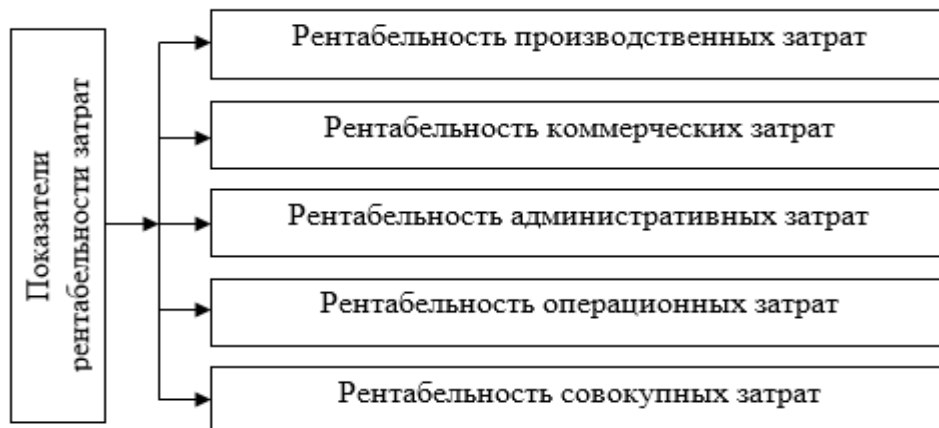 Показатели
рентабельности затрат
Рентабельность производственных затрат
Рентабельность коммерческих затрат
Рентабельность административных затрат
Рентабельность операционных затрат
Рентабельность совокупных затрат